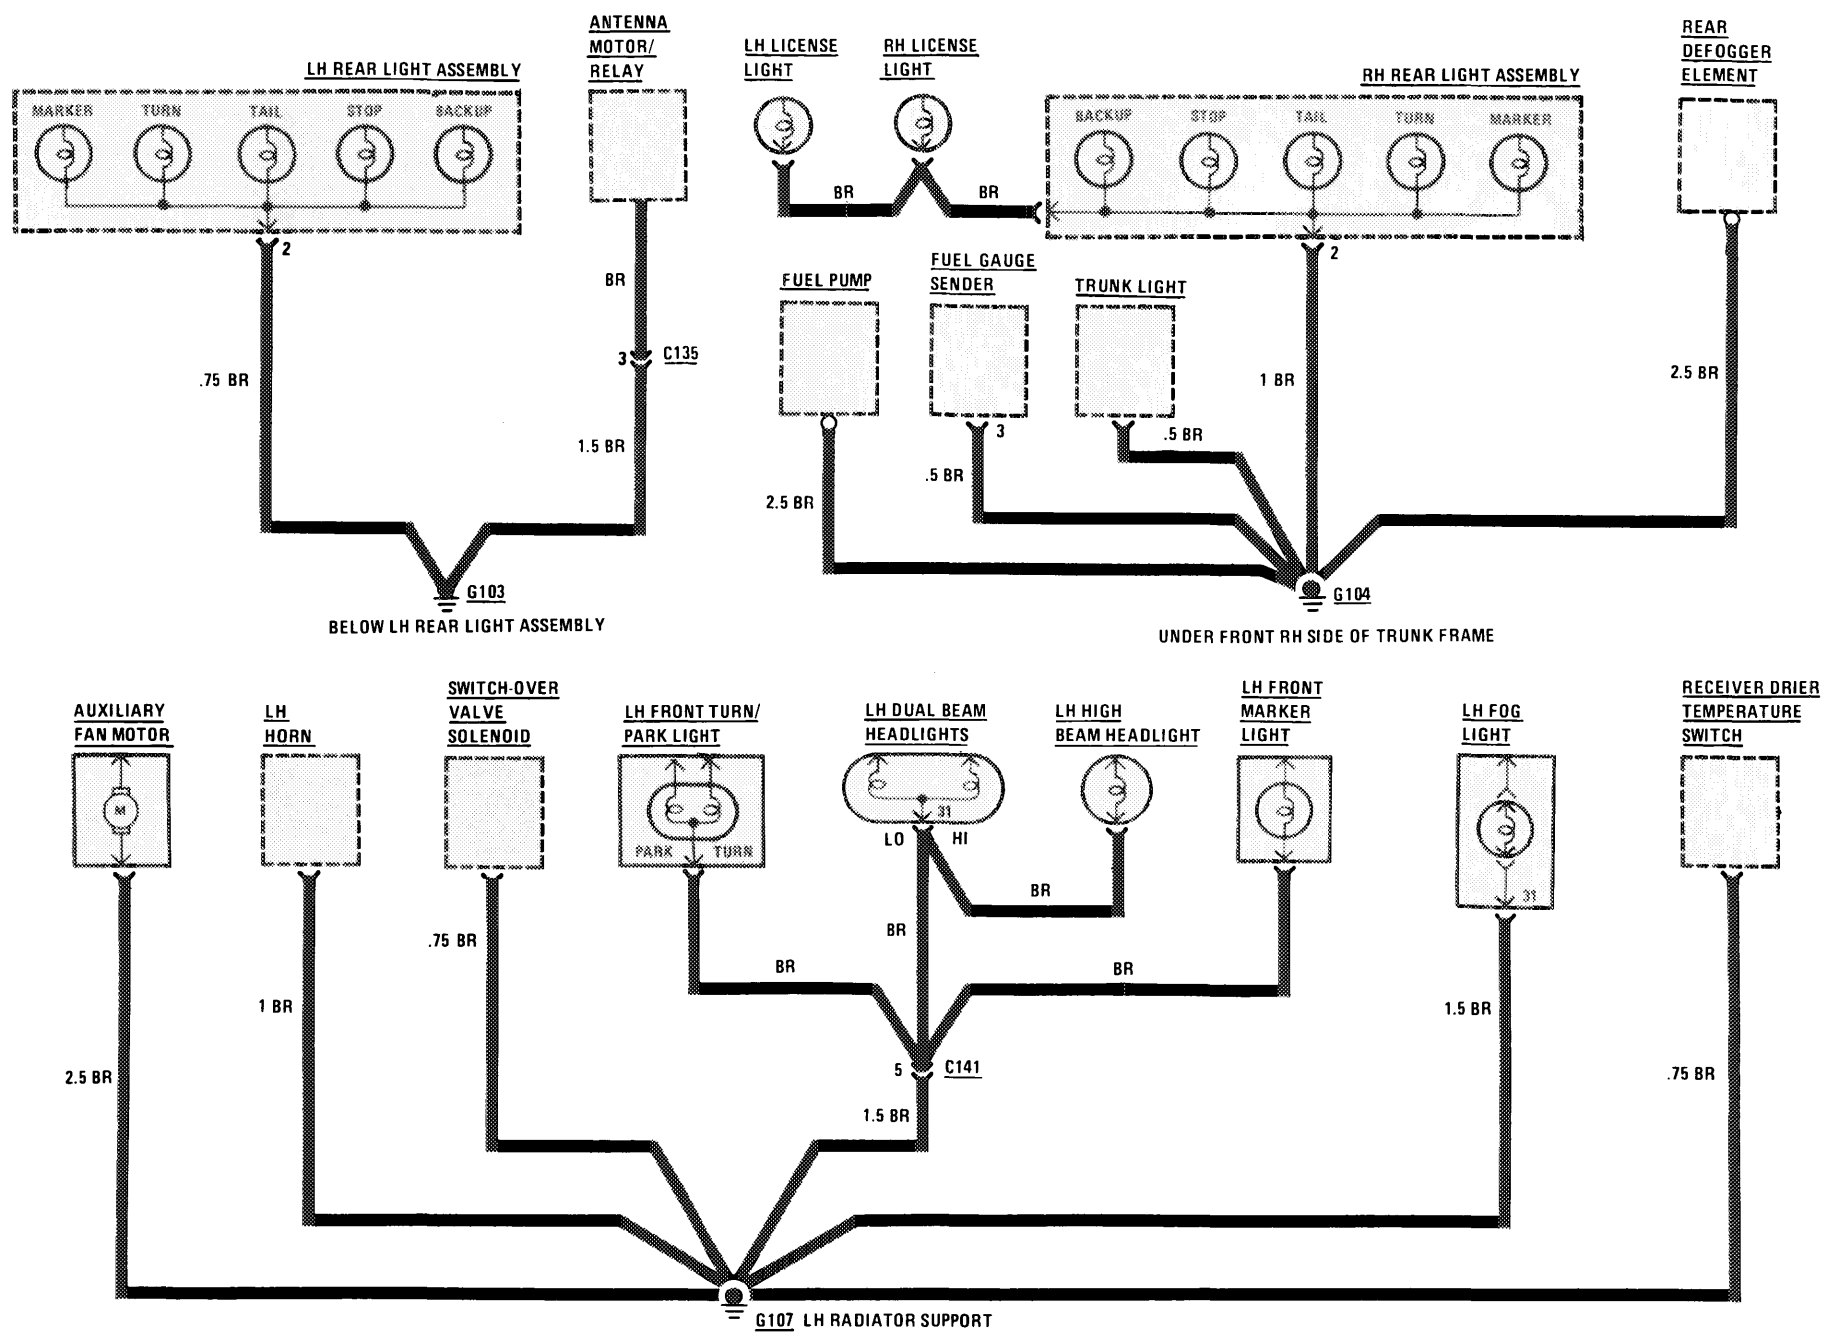 ANTENNA
MOTOR/
RELAY
LH REAR LIGHT ASSEMBLY
MARKER
TURN
TAIL
STOP
BACKUP
2
.75 BR
BR
3
C135
1.5 BR
G103
BELOW LH REAR LIGHT ASSEMBLY
LH LICENSE
LIGHT
RH LICENSE
LIGHT
BR
BR
RH REAR LIGHT ASSEMBLY
BACKUP
STOP
TAIL
TURN
MARKER
2
REAR
DEFOGGER
ELEMENT
FUEL PUMP
FUEL GAUGE
SENDER
TRUNK LIGHT
3
.5 BR
.5 BR
2.5 BR
1 BR
2.5 BR
G104
UNDER FRONT RH SIDE OF TRUNK FRAME
AUXILIARY
FAN MOTOR
M
LH
HORN
SWITCH-OVER
VALVE
SOLENOID
LH FRONT TURN/
PARK LIGHT
PARK
TURN
LH DUAL BEAM
HEADLIGHTS
31
LO
HI
LH HIGH
BEAM HEADLIGHT
LH FRONT
MARKER
LIGHT
LH FOG
LIGHT
31
RECEIVER DRIER
TEMPERATURE
SWITCH
BR
BR
BR
BR
.75 BR
1 BR
2.5 BR
5
C141
1.5 BR
1.5 BR
.75 BR
G107 LH RADIATOR SUPPORT